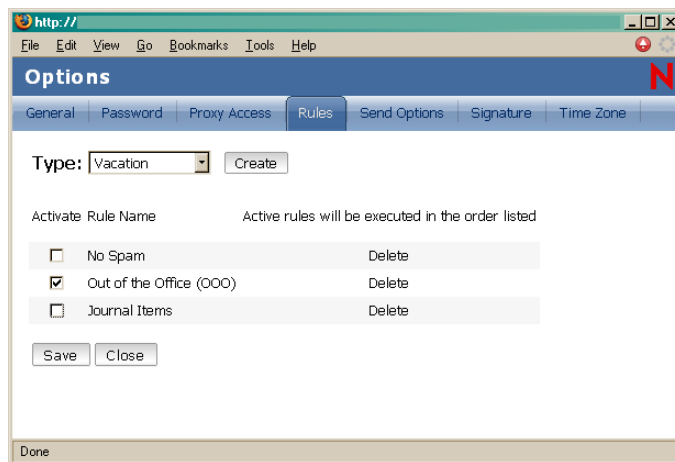 http://
File Edit View Go Bookmarks Tools Help
Options
N
General Password Proxy Access Rules Send Options Signature Time Zone
Type: Vacation Create
Activate Rule Name Active rules will be executed in the order listed
No Spam Delete
Out of the Office (OOO) Delete
Journal Items Delete
Save Close
Done